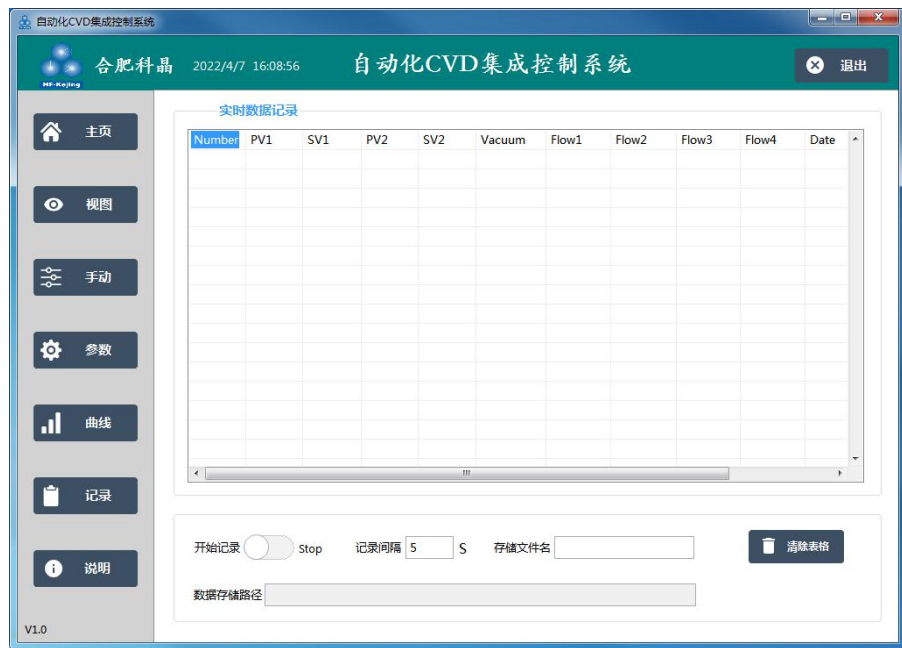 自动化CVD集成控制系统
HF-Kejing
合肥科晶 2022/4/7 16:08:56 自动化CVD集成控制系统 退出
主页
视图
手动
参数
曲线
记录
说明
V1.0
实时数据记录
Number PV1 SV1 PV2 SV2 Vacuum Flow1 Flow2 Flow3 Flow4 Date
开始记录 Stop 记录间隔 5 S 存储文件名 清除表格
数据存储路径